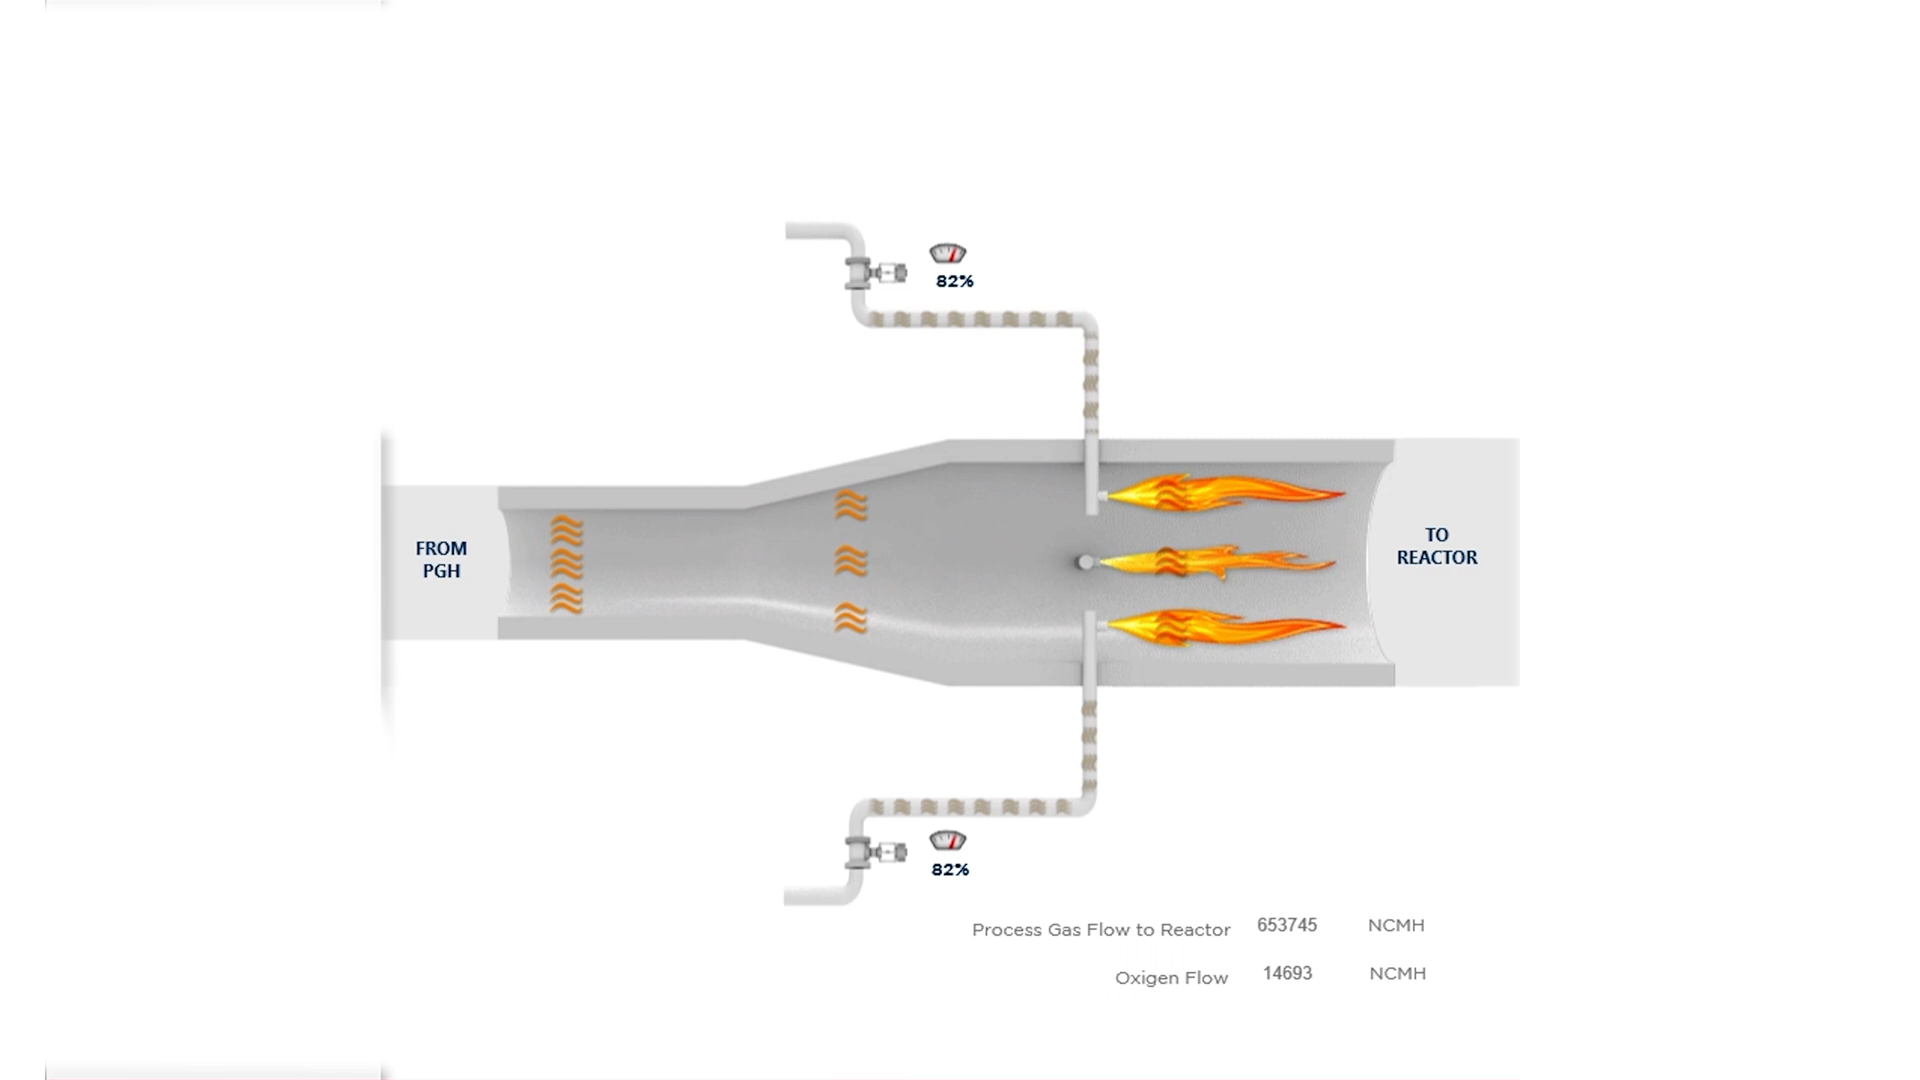 82%
FROM
PGH
TO
REACTOR
82%
Process Gas Flow to Reactor 653745 NCMH
Oxigen Flow 14693 NCMH